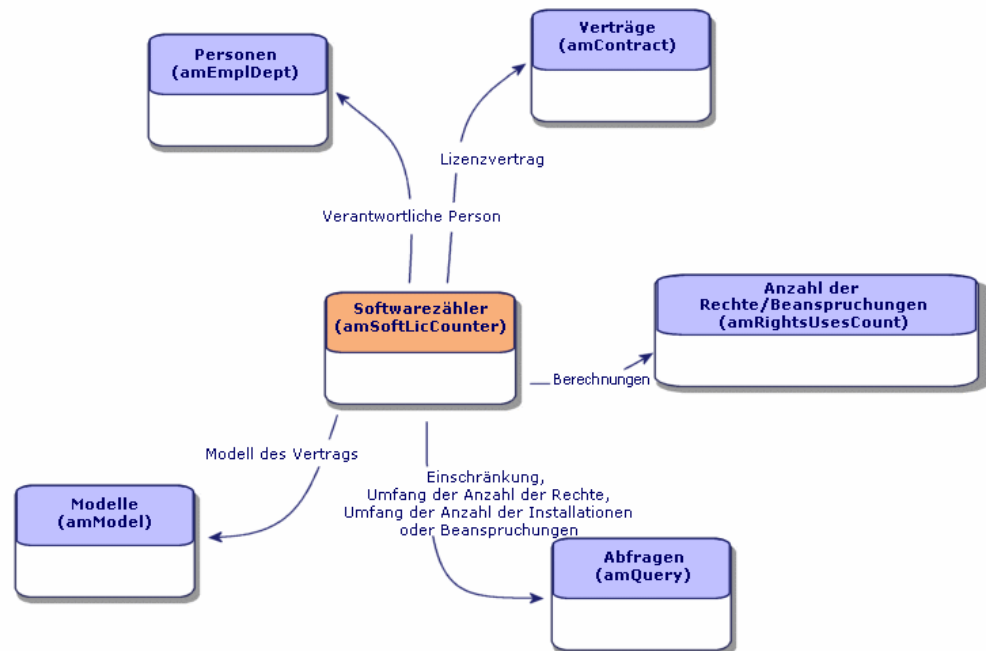 Verträge
(amContract)
Personen
(amEmplDept)
Lizenzvertrag
Verantwortliche Person
Anzahl der
Rechte/Beanspruchungen
(amRightsUsesCount)
Softwarezähler
(amSoftLicCounter)
Berechnungen
Modell des Vertrags
Einschränkung,
Umfang der Anzahl der Rechte,
Umfang der Anzahl der Installationen
oder Beanspruchungen
Modelle
(amModel)
Abfragen
(amQuery)